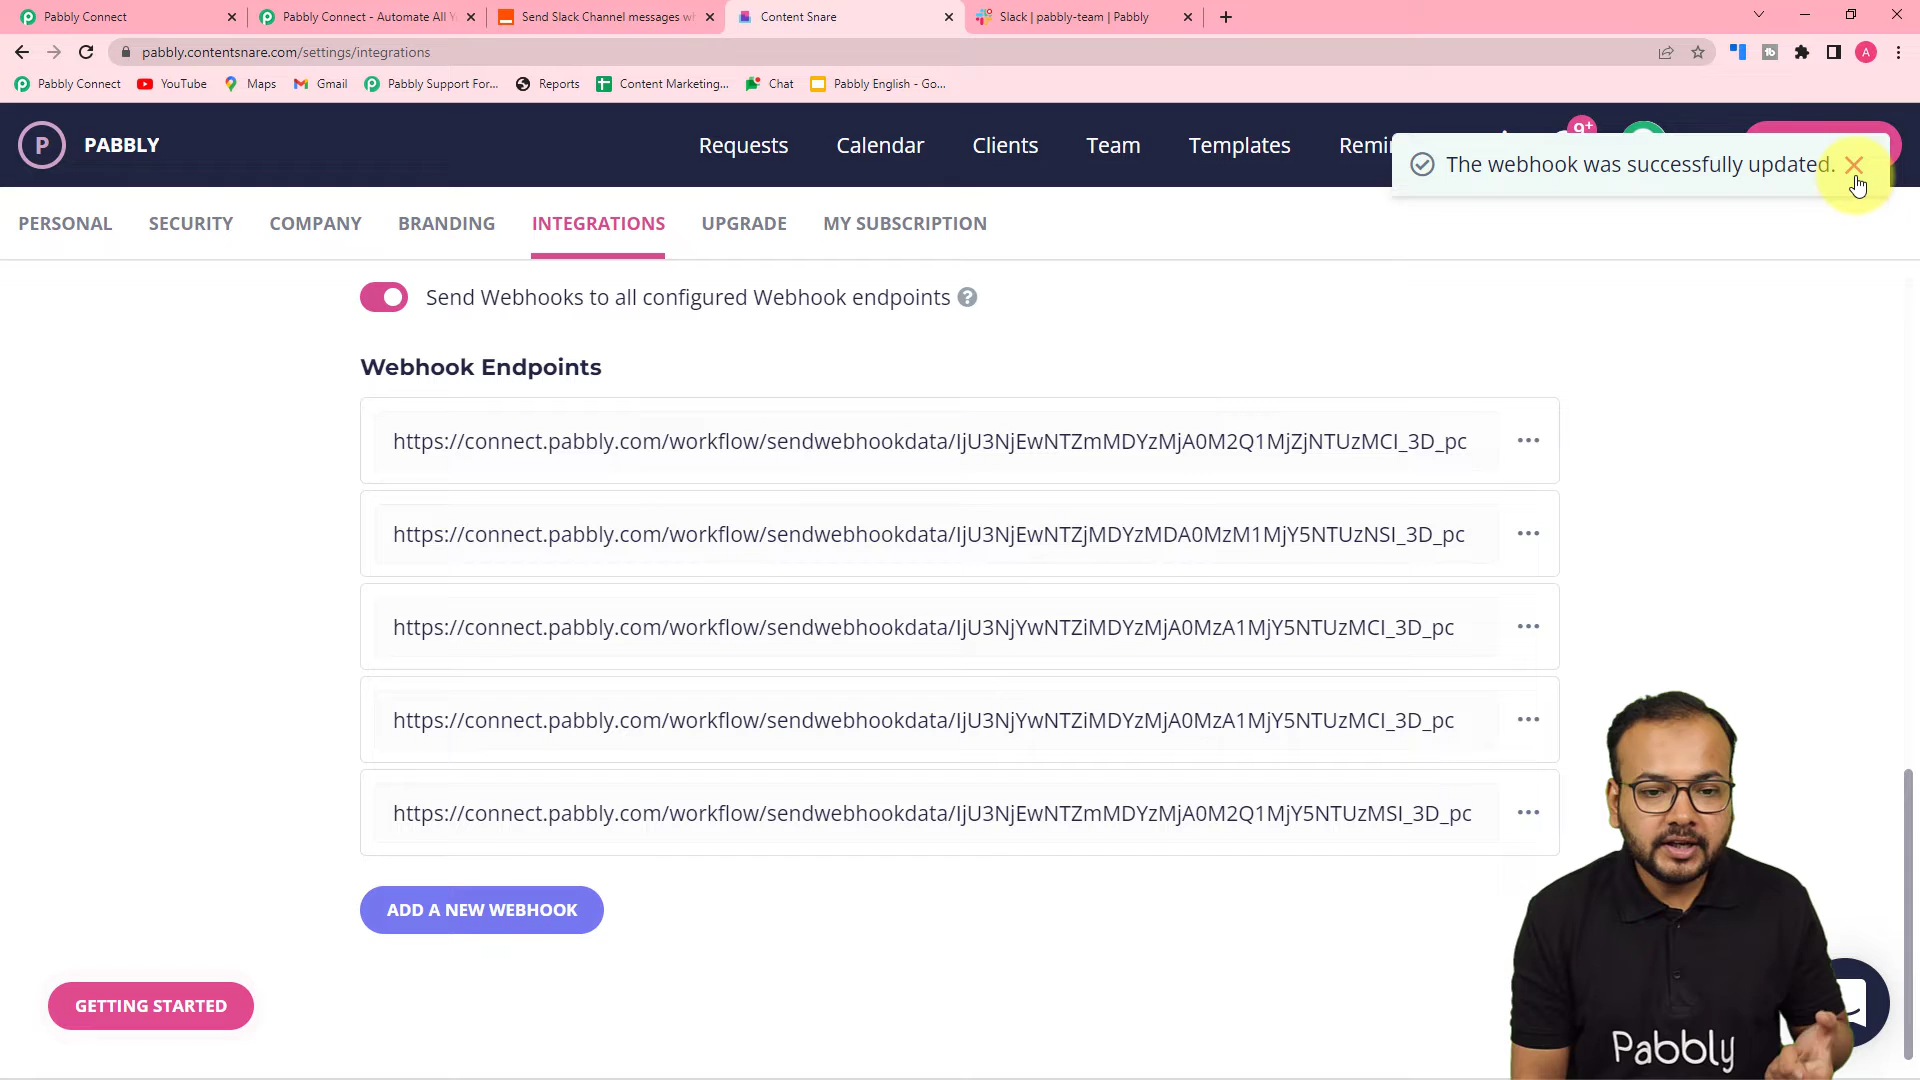 Pabbly Connect
Pabbly Connect - Automate All Y
Send Slack Channel messages wh
Content Snare
Slack | pabbly-team | Pabbly
pabbly.contentsnare.com/settings/integrations
A
Pabbly Connect
YouTube
Maps
Gmail
Pabbly Support For...
Reports
Content Marketing...
Chat
Pabbly English - Go...
P
PABBLY
Requests
Calendar
Clients
Team
Templates
Remin
9+
The webhook was successfully updated.
PERSONAL
SECURITY
COMPANY
BRANDING
INTEGRATIONS
UPGRADE
MY SUBSCRIPTION
Send Webhooks to all configured Webhook endpoints ?
Webhook Endpoints
https://connect.pabbly.com/workflow/sendwebhookdata/IjU3NjEwNTZmMDYzMjA0M2Q1MjZjNTUzMCI_3D_pc
https://connect.pabbly.com/workflow/sendwebhookdata/IjU3NjEwNTZjMDYzMDA0MzM1MjY5NTUzNSI_3D_pc
https://connect.pabbly.com/workflow/sendwebhookdata/IjU3NjYwNTZiMDYzMjA0MzA1MjY5NTUzMCI_3D_pc
https://connect.pabbly.com/workflow/sendwebhookdata/IjU3NjYwNTZiMDYzMjA0MzA1MjY5NTUzMCI_3D_pc
https://connect.pabbly.com/workflow/sendwebhookdata/IjU3NjEwNTZmMDYzMjA0M2Q1MjY5NTUzMSI_3D_pc
ADD A NEW WEBHOOK
GETTING STARTED
Pabbly